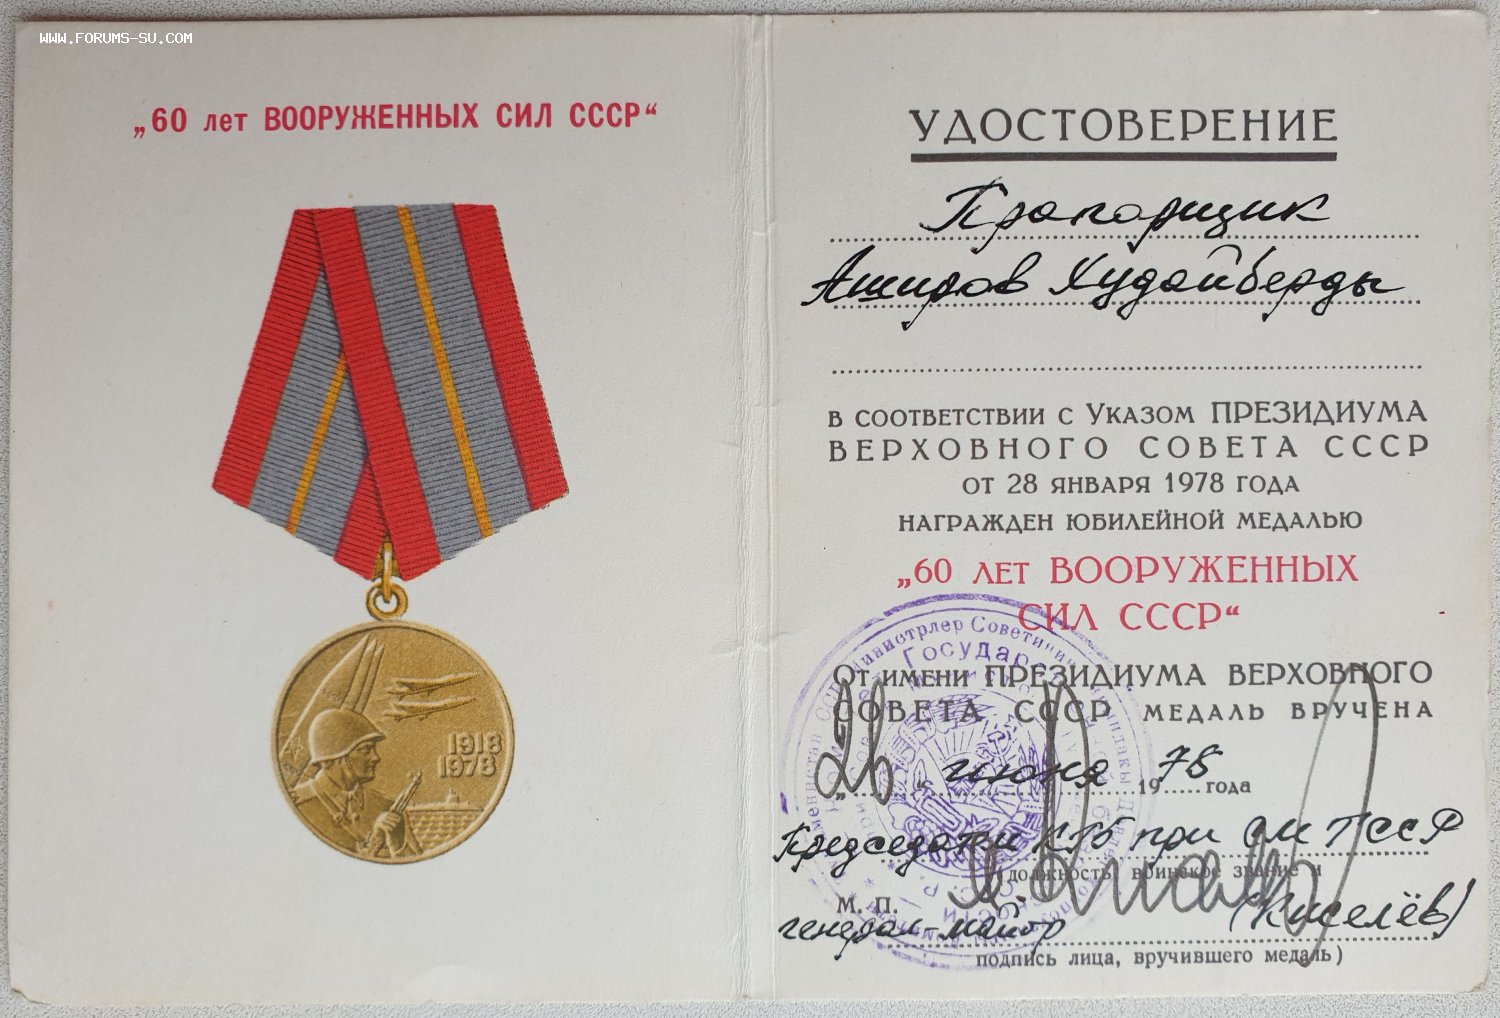 WWW.FORUMS-SU.COM
„60 лет ВООРУЖЕННЫХ СИЛ СССР“
1918
1978
УДОСТОВЕРЕНИЕ
Прапорщик
Аширов Худайберды
В СООТВЕТСТВИИ С УКАЗОМ ПРЕЗИДИУМА
ВЕРХОВНОГО СОВЕТА СССР
ОТ 28 ЯНВАРЯ 1978 ГОДА
НАГРАЖДЕН ЮБИЛЕЙНОЙ МЕДАЛЬЮ
„60 ЛЕТ ВООРУЖЕННЫХ
СИЛ СССР“
ОТ ИМЕНИ ПРЕЗИДИУМА ВЕРХОВНОГО
СОВЕТА СССР МЕДАЛЬ ВРУЧЕНА
„26“ июня 1978 года
Председатель КГБ при СМ ТССР
(должность, воинское звание и
М. П.
генерал-майор (Киселёв)
подпись лица, вручившего медаль)